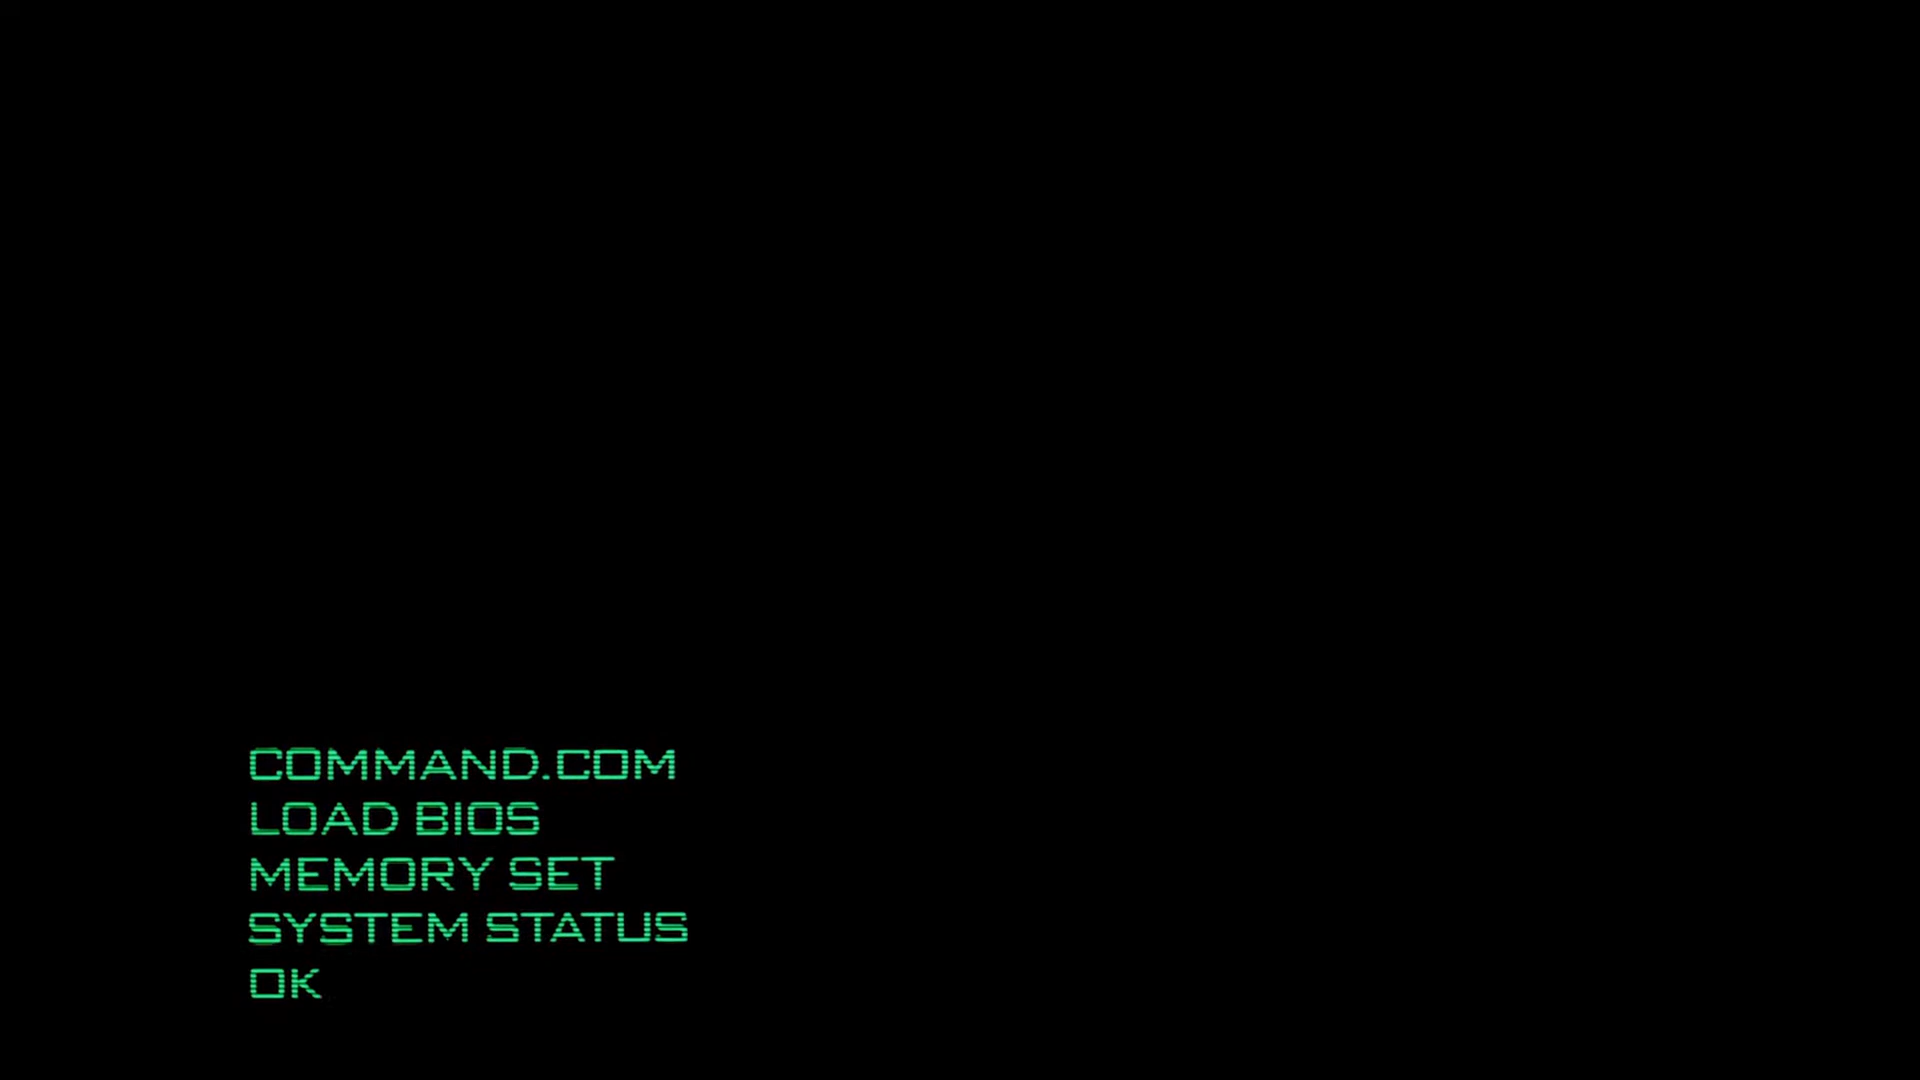 COMMAND.COM
LOAD BIOS
MEMORY SET
SYSTEM STATUS
OK